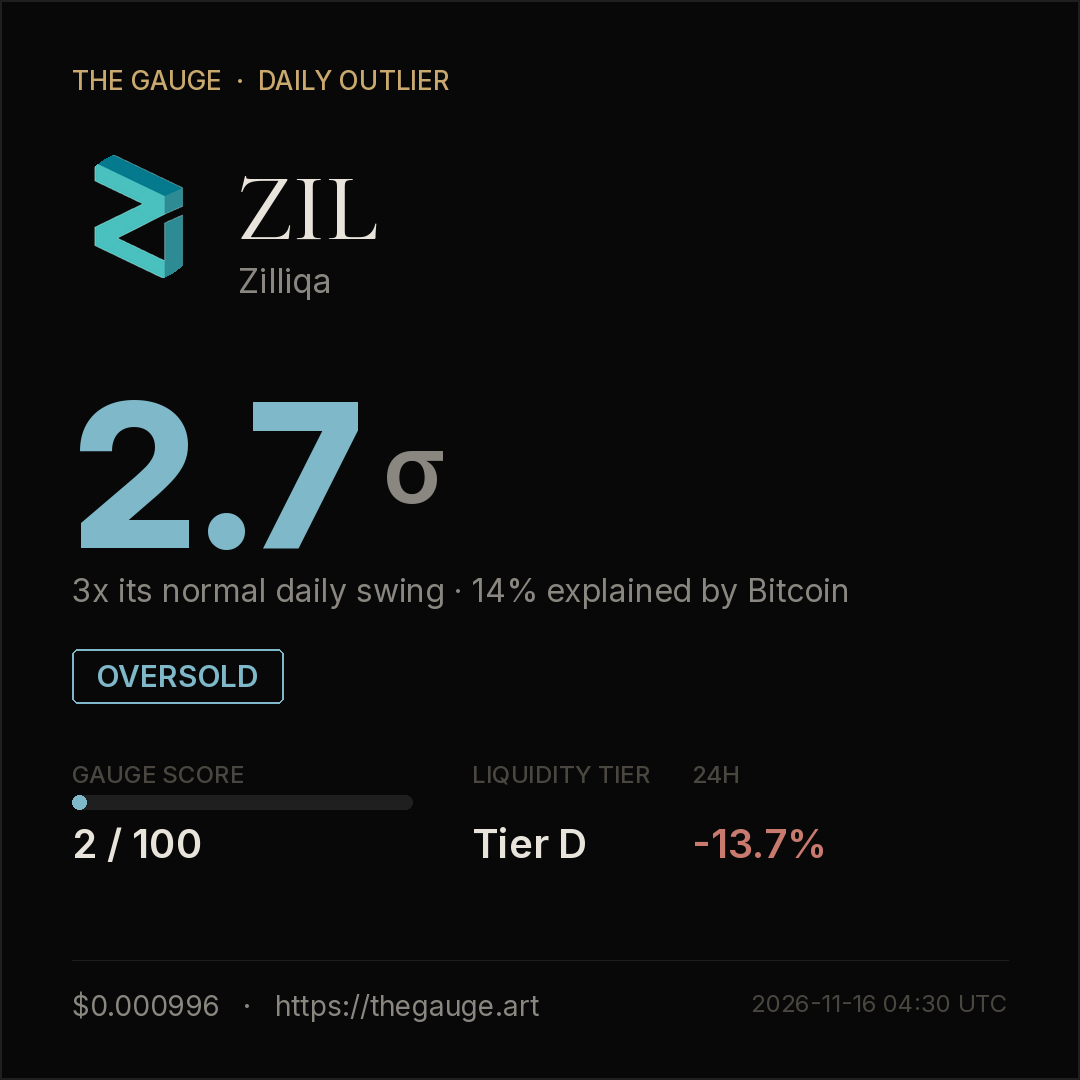 THE GAUGE · DAILY OUTLIER
ZIL
Zilliqa
2.7 σ
3x its normal daily swing · 14% explained by Bitcoin
OVERSOLD
GAUGE SCORE LIQUIDITY TIER 24H
2 / 100 Tier D -13.7%
$0.000996 · https://thegauge.art 2026-11-16 04:30 UTC